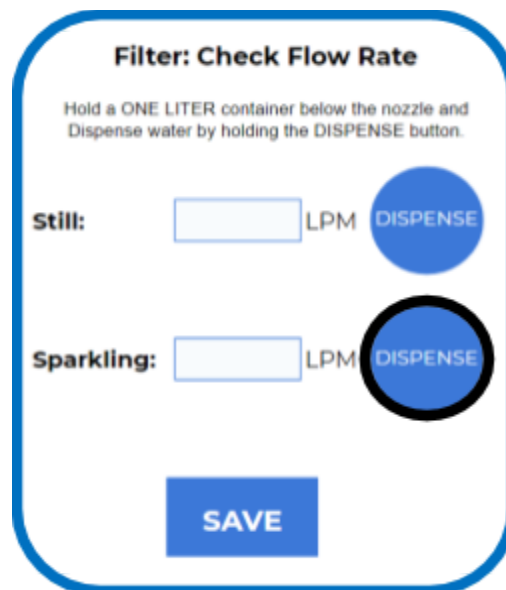 Filter: Check Flow Rate
Hold a ONE LITER container below the nozzle and
Dispense water by holding the DISPENSE button.
Still: LPM DISPENSE
Sparkling: LPM DISPENSE
SAVE